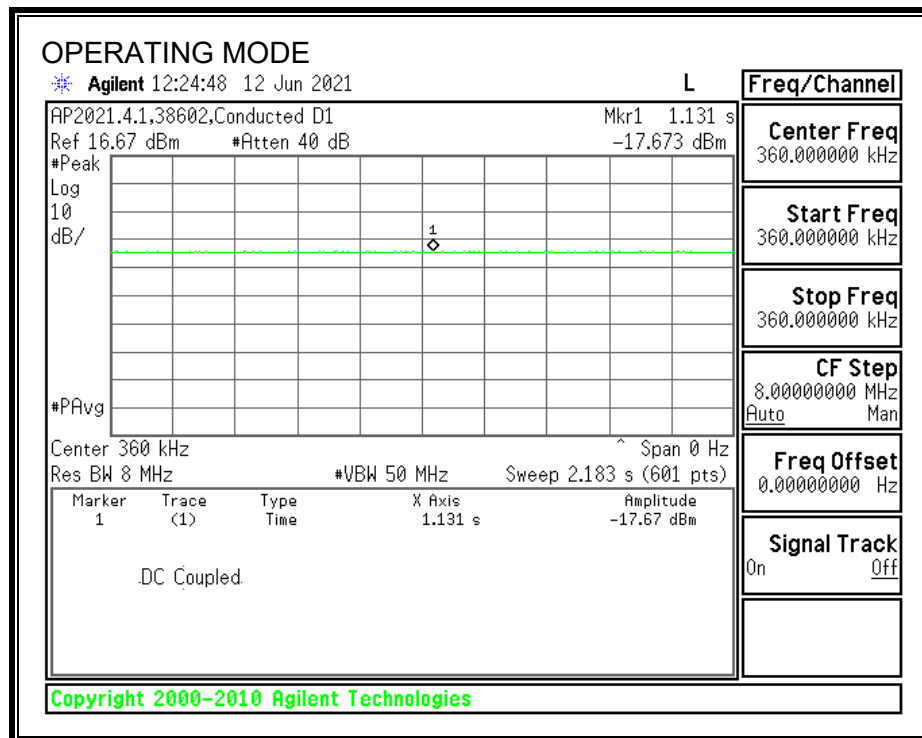 OPERATING MODE
Agilent 12:24:48 12 Jun 2021 L
AP2021.4.1,38602,Conducted D1 Mkr1 1.131 s
Ref 16.67 dBm #Atten 40 dB -17.673 dBm
#Peak
Log
10
dB/
1
#PAvg
Center 360 kHz ^ Span 0 Hz
Res BW 8 MHz #VBW 50 MHz Sweep 2.183 s (601 pts)
Marker Trace Type X Axis Amplitude
1 (1) Time 1.131 s -17.67 dBm
DC Coupled
Freq/Channel
Center Freq
360.000000 kHz
Start Freq
360.000000 kHz
Stop Freq
360.000000 kHz
CF Step
8.00000000 MHz
Auto Man
Freq Offset
0.00000000 Hz
Signal Track
On Off
Copyright 2000-2010 Agilent Technologies